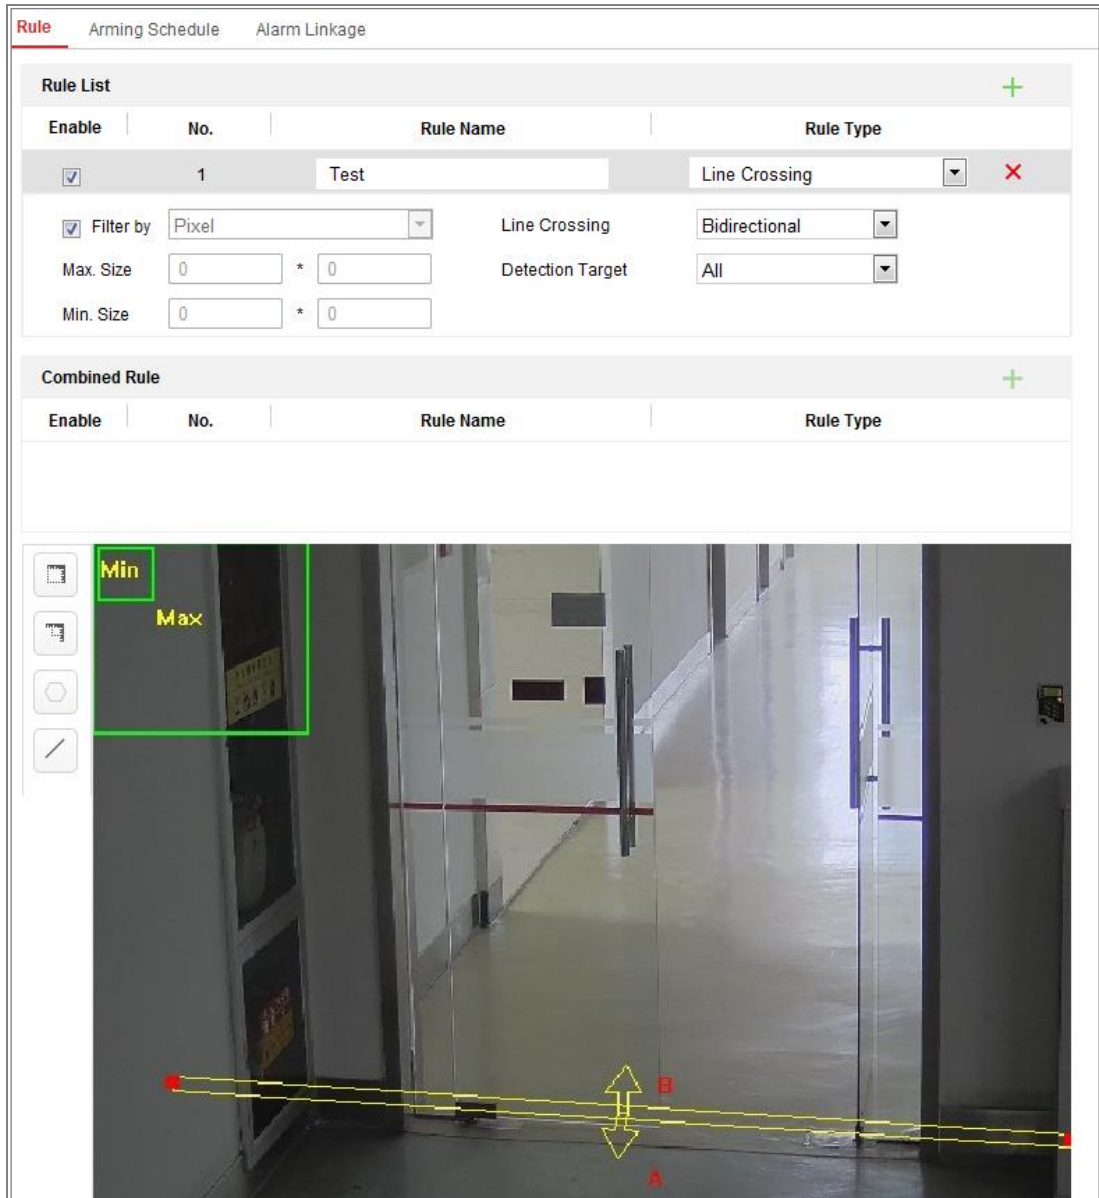 Rule Arming Schedule Alarm Linkage
Rule List +
Enable No. Rule Name Rule Type
1 Test Line Crossing
Filter by Pixel Line Crossing Bidirectional
Max. Size 0 * 0 Detection Target All
Min. Size 0 * 0
Combined Rule +
Enable No. Rule Name Rule Type
Min
Max
B
A